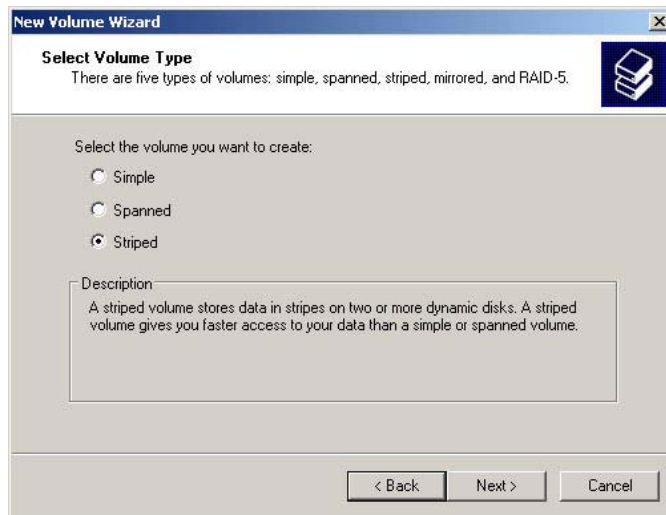 New Volume Wizard
Select Volume Type
There are five types of volumes: simple, spanned, striped, mirrored, and RAID-5.
Select the volume you want to create:
Simple
Spanned
Striped
Description
A striped volume stores data in stripes on two or more dynamic disks. A striped
volume gives you faster access to your data than a simple or spanned volume.
< Back
Next >
Cancel